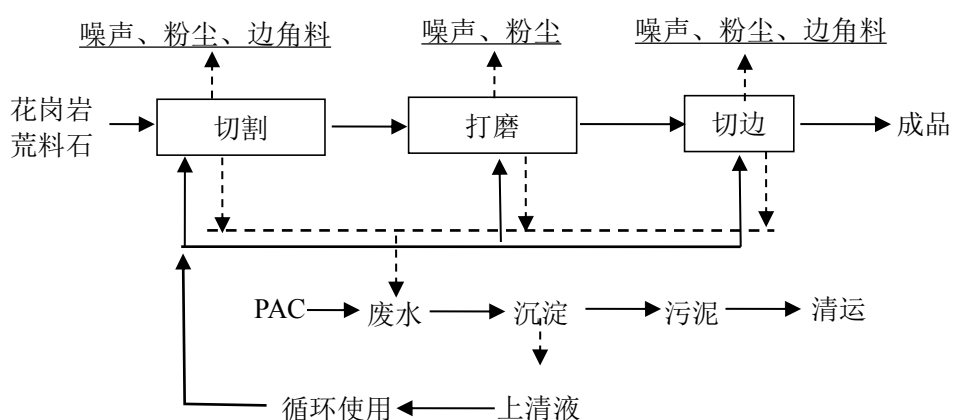 噪声、粉尘、边角料
噪声、粉尘
噪声、粉尘、边角料
花岗岩
荒料石
切割
打磨
切边
成品
PAC
废水
沉淀
污泥
清运
循环使用
上清液